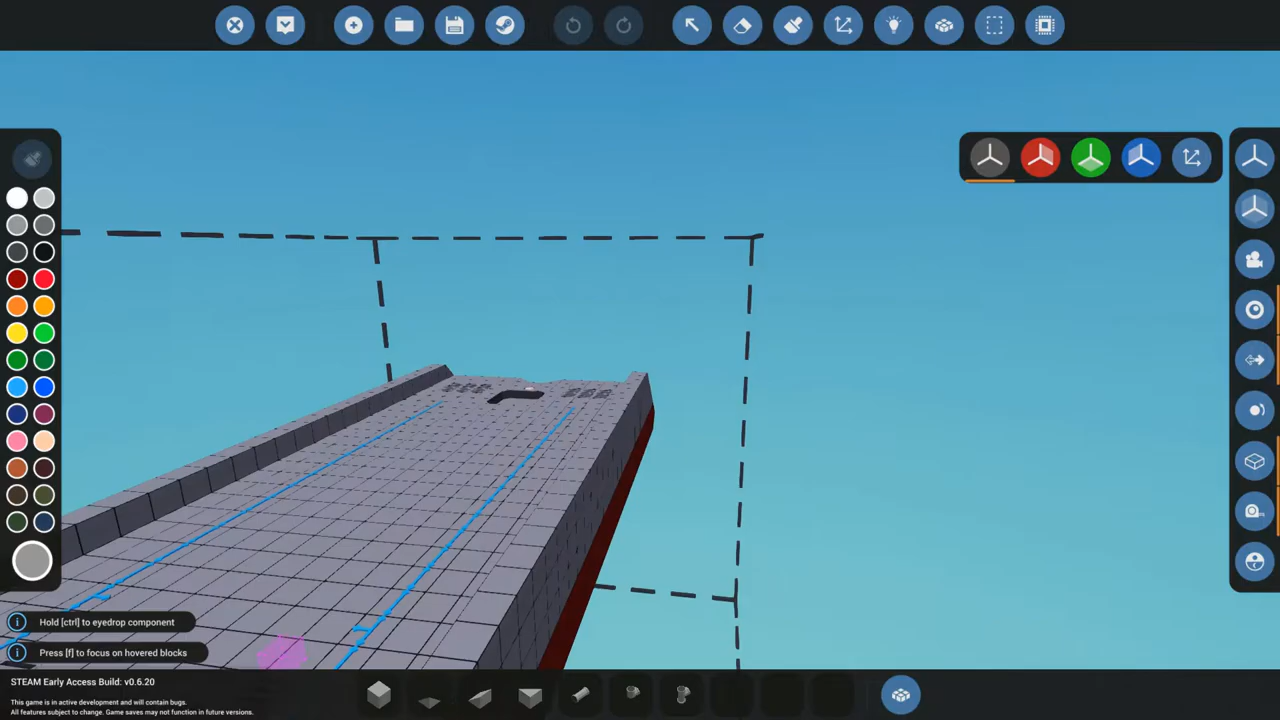 Hold [ctrl] to eyedrop component
Press [f] to focus on hovered blocks
STEAM Early Access Build: v0.6.20
This game is in active development and will contain bugs.
All features subject to change. Game saves may not function in future versions.